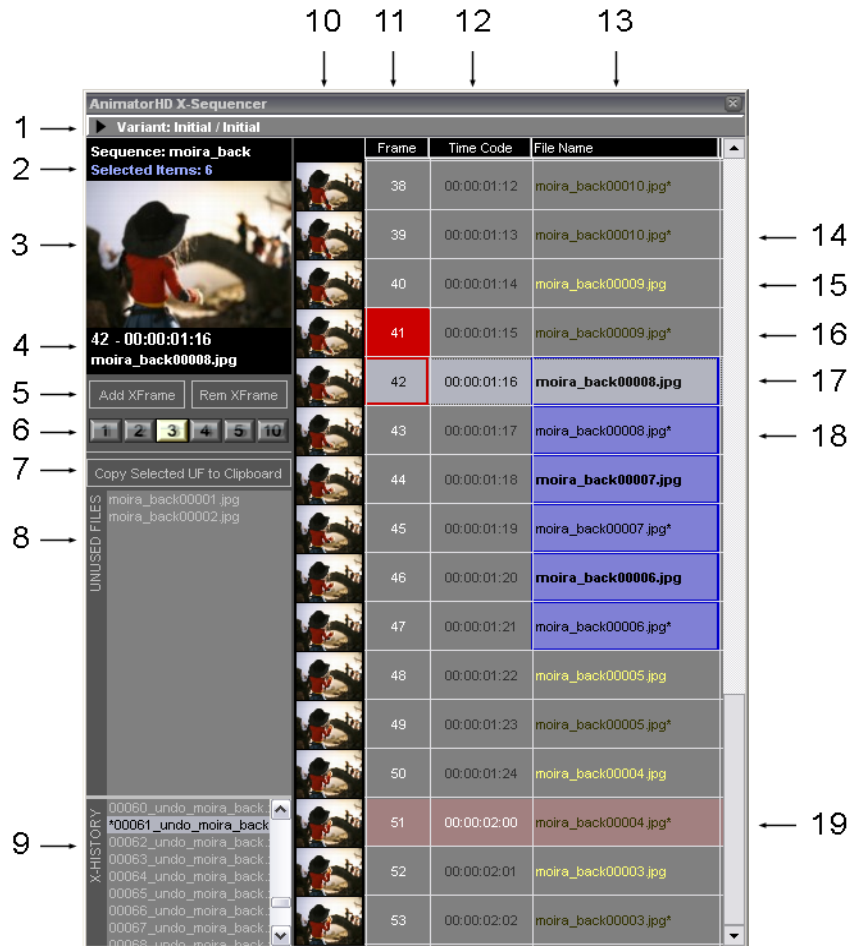 10 11 12 13
AnimatorHD X-Sequencer
1
Variant: Initial / Initial
2
Sequence: moira_back
Selected Items: 6
3
4
42 - 00:00:01:16
moira_back00008.jpg
5
Add XFrame Rem XFrame
6
1 2 3 4 5 10
7
Copy Selected UF to Clipboard
8
UNUSED FILES
moira_back00001.jpg
moira_back00002.jpg
9
X-HISTORY
00060_undo_moira_back.
*00061_undo_moira_back
00062_undo_moira_back.
00063_undo_moira_back.
00064_undo_moira_back.
00065_undo_moira_back.
00066_undo_moira_back.
00067_undo_moira_back.
00068_undo_moira_back.
Frame Time Code File Name
38 00:00:01:12 moira_back00010.jpg*
39 00:00:01:13 moira_back00010.jpg* 14
40 00:00:01:14 moira_back00009.jpg 15
41 00:00:01:15 moira_back00009.jpg* 16
42 00:00:01:16 moira_back00008.jpg 17
43 00:00:01:17 moira_back00008.jpg* 18
44 00:00:01:18 moira_back00007.jpg
45 00:00:01:19 moira_back00007.jpg*
46 00:00:01:20 moira_back00006.jpg
47 00:00:01:21 moira_back00006.jpg*
48 00:00:01:22 moira_back00005.jpg
49 00:00:01:23 moira_back00005.jpg*
50 00:00:01:24 moira_back00004.jpg
51 00:00:02:00 moira_back00004.jpg* 19
52 00:00:02:01 moira_back00003.jpg
53 00:00:02:02 moira_back00003.jpg*